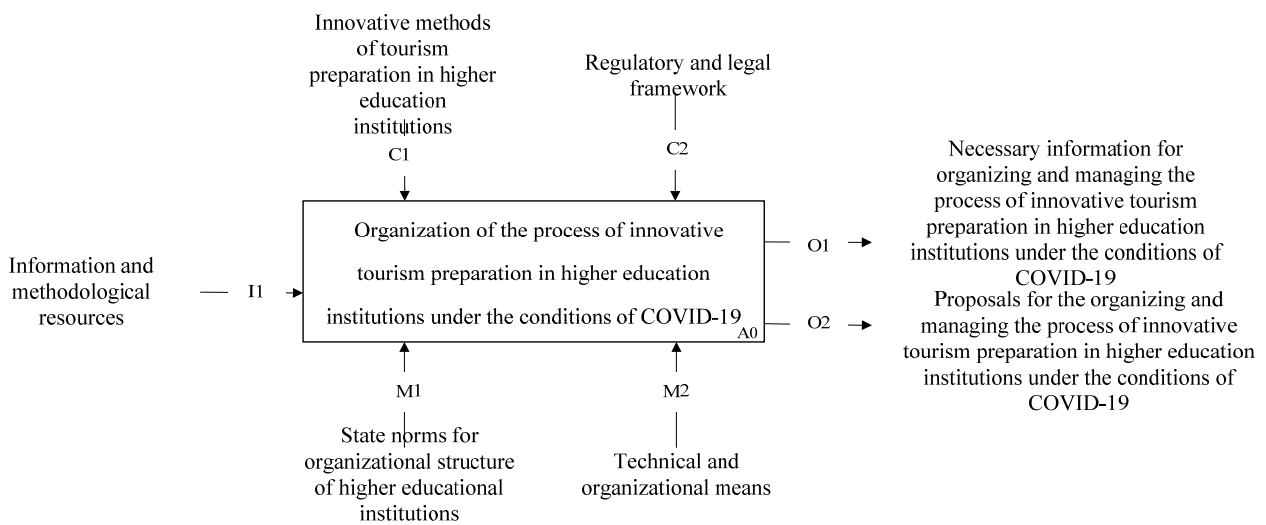 Innovative methods
of tourism
preparation in higher
education
institutions
C1
Regulatory and legal
framework
C2
Information and
methodological
resources
I1
Organization of the process of innovative
tourism preparation in higher education
institutions under the conditions of COVID-19
A0
O1
Necessary information for
organizing and managing the
process of innovative tourism
preparation in higher education
institutions under the conditions of
COVID-19
O2
Proposals for the organizing and
managing the process of innovative
tourism preparation in higher education
institutions under the conditions of
COVID-19
M1
State norms for
organizational structure
of higher educational
institutions
M2
Technical and
organizational means